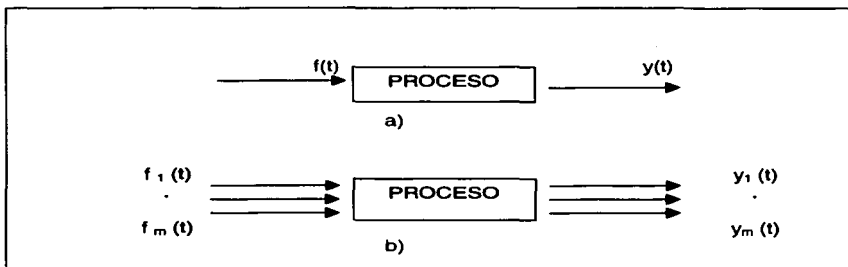 f(t) PROCESO y(t)
a)
f 1 (t) PROCESO y1 (t)
. .
f m (t) ym (t)
b)